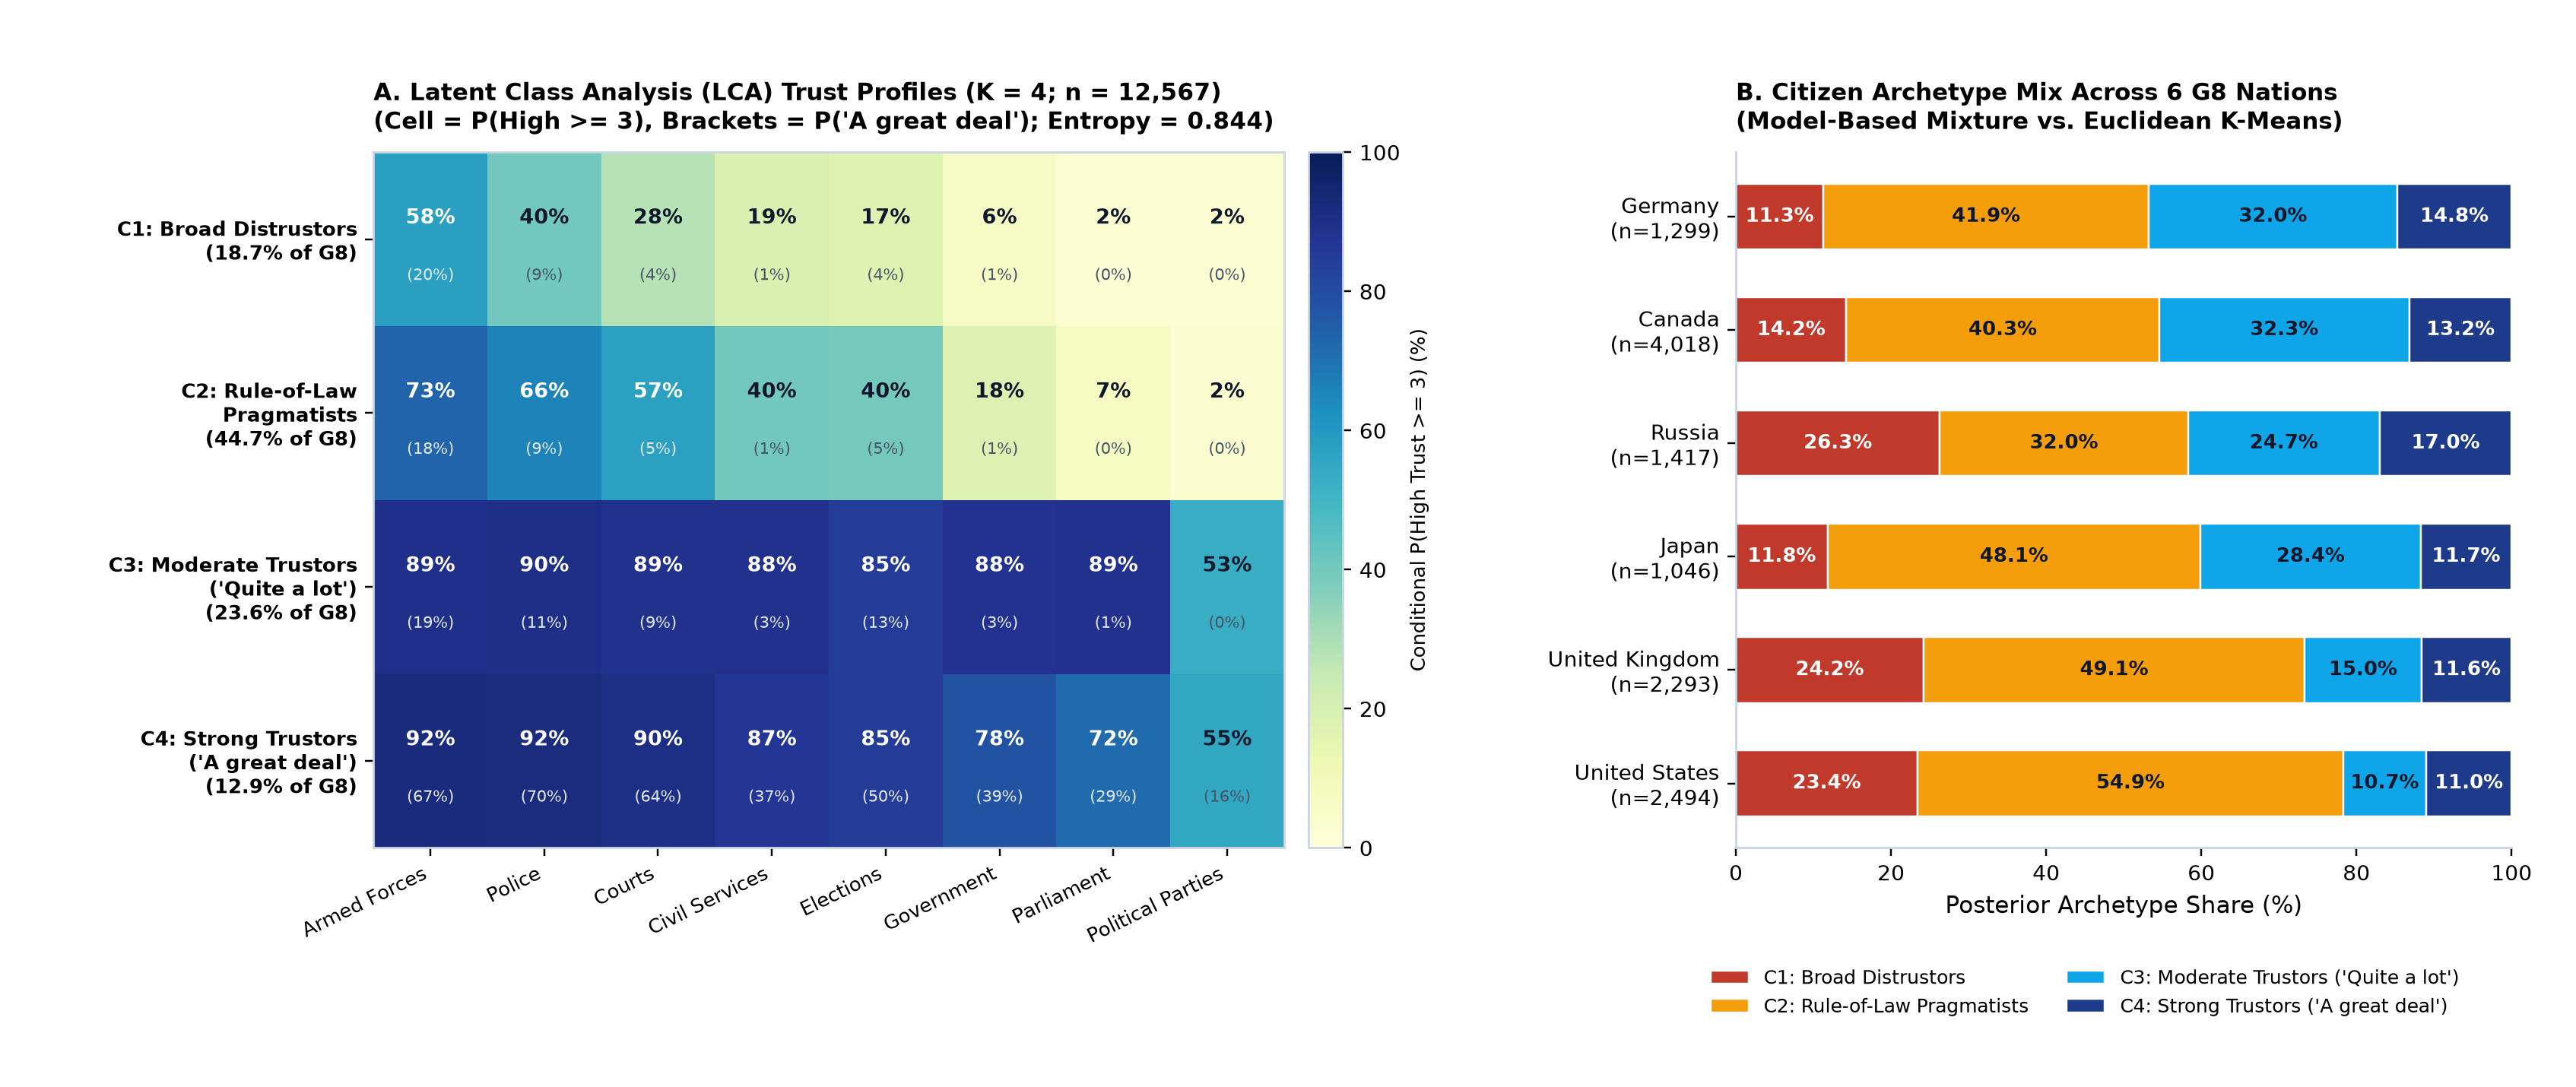 A. Latent Class Analysis (LCA) Trust Profiles (K = 4; n = 12,567)
(Cell = P(High >= 3), Brackets = P('A great deal'); Entropy = 0.844)
C1: Broad Distrustors
(18.7% of G8)
58% 40% 28% 19% 17% 6% 2% 2%
(20%) (9%) (4%) (1%) (4%) (1%) (0%) (0%)
C2: Rule-of-Law
Pragmatists
(44.7% of G8)
73% 66% 57% 40% 40% 18% 7% 2%
(18%) (9%) (5%) (1%) (5%) (1%) (0%) (0%)
C3: Moderate Trustors
('Quite a lot')
(23.6% of G8)
89% 90% 89% 88% 85% 88% 89% 53%
(19%) (11%) (9%) (3%) (13%) (3%) (1%) (0%)
C4: Strong Trustors
('A great deal')
(12.9% of G8)
92% 92% 90% 87% 85% 78% 72% 55%
(67%) (70%) (64%) (37%) (50%) (39%) (29%) (16%)
Armed Forces
Police
Courts
Civil Services
Elections
Government
Parliament
Political Parties
100
80
60
40
20
0
Conditional P(High Trust >= 3) (%)
B. Citizen Archetype Mix Across 6 G8 Nations
(Model-Based Mixture vs. Euclidean K-Means)
Germany
(n=1,299)
11.3% 41.9% 32.0% 14.8%
Canada
(n=4,018)
14.2% 40.3% 32.3% 13.2%
Russia
(n=1,417)
26.3% 32.0% 24.7% 17.0%
Japan
(n=1,046)
11.8% 48.1% 28.4% 11.7%
United Kingdom
(n=2,293)
24.2% 49.1% 15.0% 11.6%
United States
(n=2,494)
23.4% 54.9% 10.7% 11.0%
0 20 40 60 80 100
Posterior Archetype Share (%)
C1: Broad Distrustors
C2: Rule-of-Law Pragmatists
C3: Moderate Trustors ('Quite a lot')
C4: Strong Trustors ('A great deal')